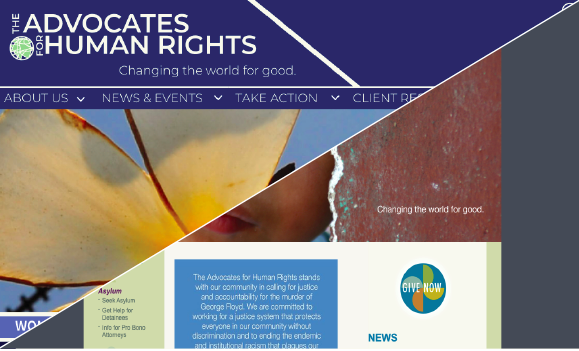 THE ADVOCATES
FOR HUMAN RIGHTS
Changing the world for good.
ABOUT US
NEWS & EVENTS
TAKE ACTION
CLIENT
Changing the world for good.
Asylum
Seek Asylum
Get Help for
Detainees
Info for Pro Bono
Attorneys
The Advocates for Human Rights stands
with our community in calling for justice
and accountability for the murder of
George Floyd. We are committed to
working for a justice system that protects
everyone in our community without
discrimination and to ending the endemic
and institutional racism that plagues our
GIVE NOW
NEWS